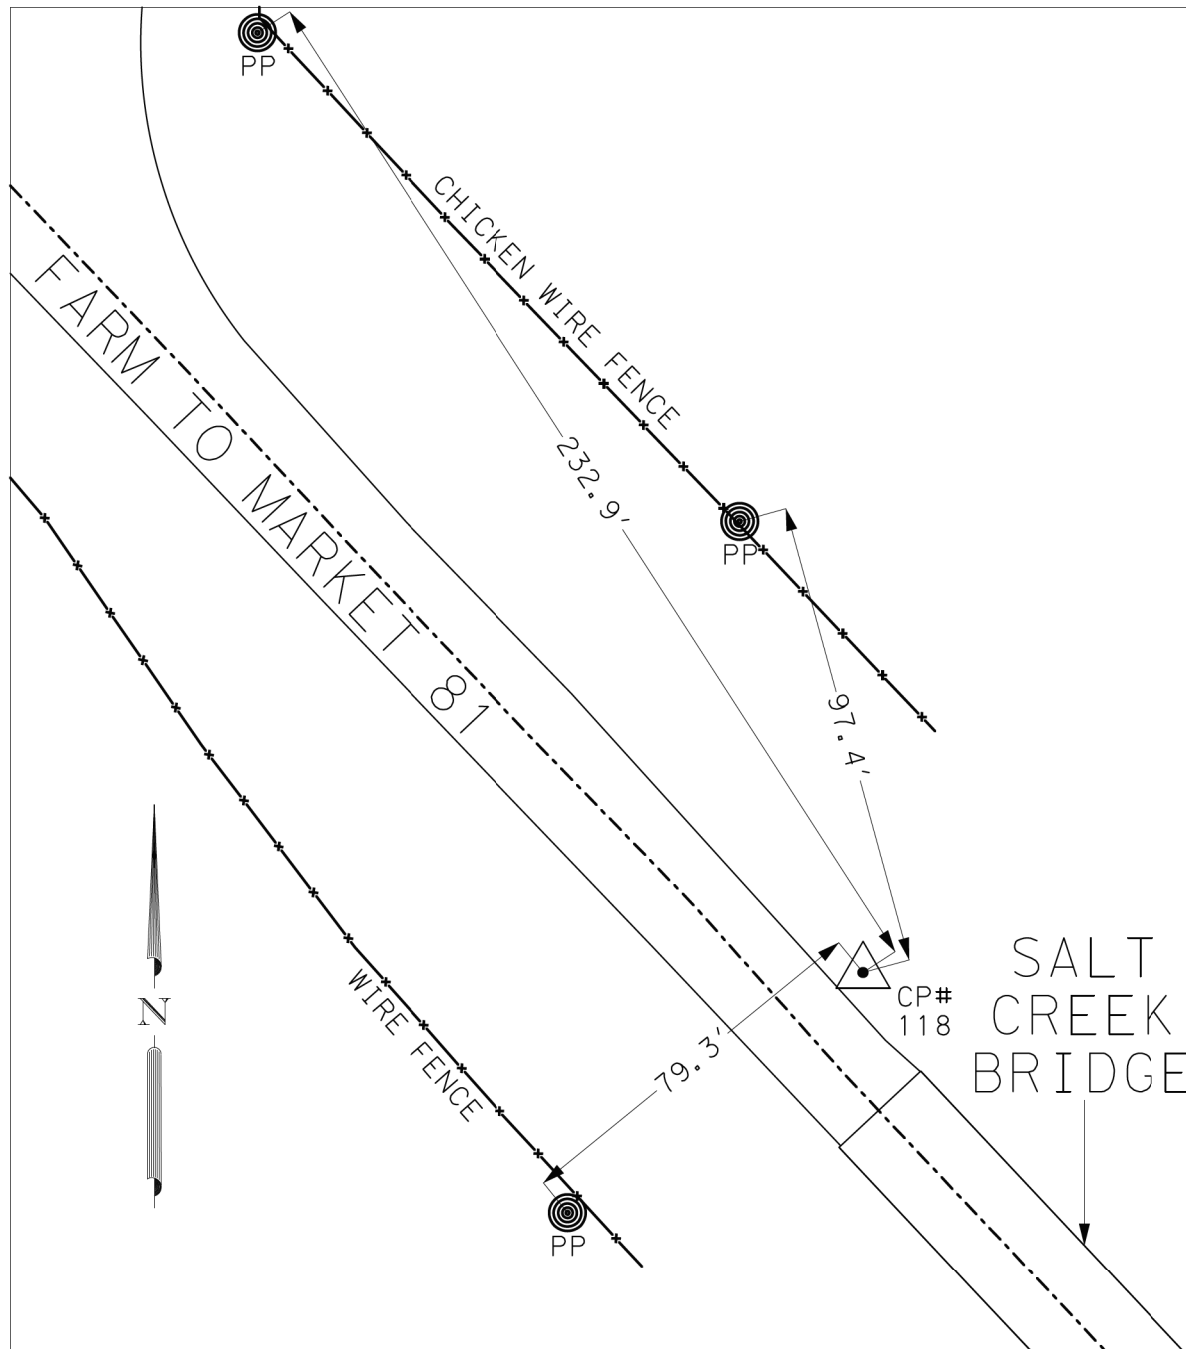 PP
CHICKEN WIRE FENCE
FARM TO MARKET 81
232.9'
PP
97.4'
N
WIRE FENCE
79.3'
CP#
118
SALT
CREEK
BRIDGE
PP